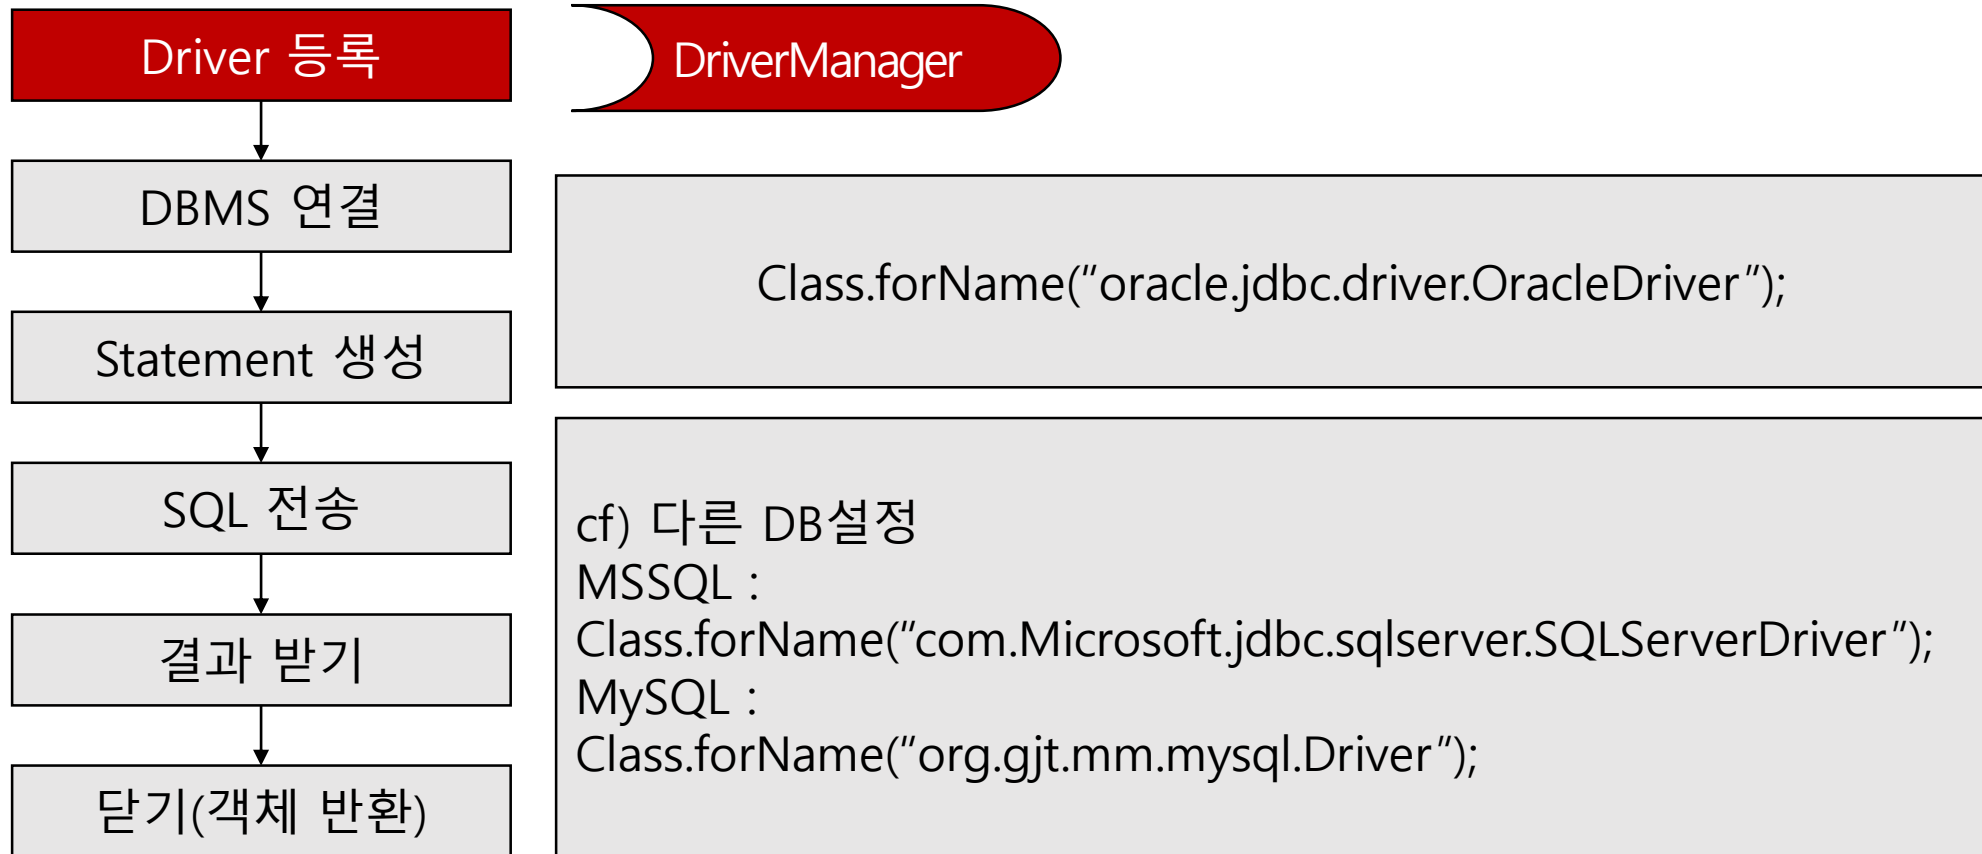 Driver 등록
DriverManager
DBMS 연결
Statement 생성
SQL 전송
결과 받기
닫기(객체 반환)
Class.forName(“oracle.jdbc.driver.OracleDriver”);
cf) 다른 DB설정
MSSQL :
Class.forName(“com.Microsoft.jdbc.sqlserver.SQLServerDriver”);
MySQL :
Class.forName(“org.gjt.mm.mysql.Driver”);